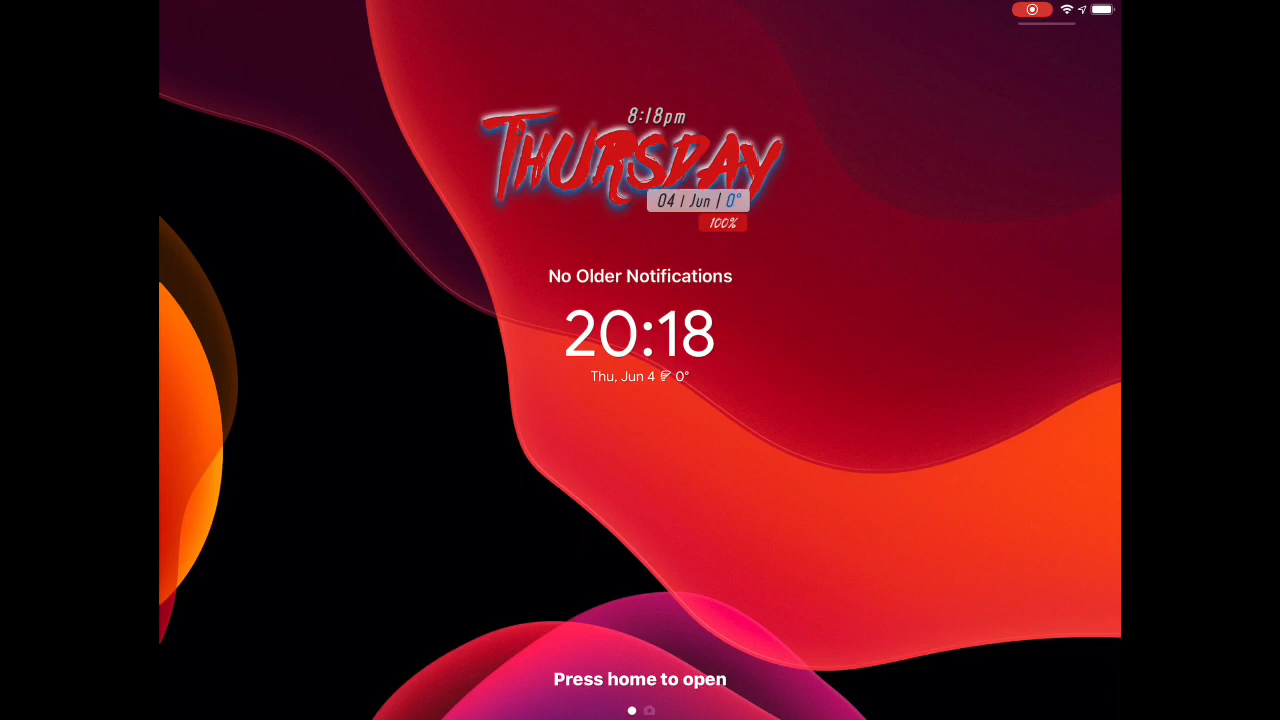 8:18pm
THURSDAY
04 | Jun | 0°
100%
No Older Notifications
20:18
Thu, Jun 4 0°
Press home to open